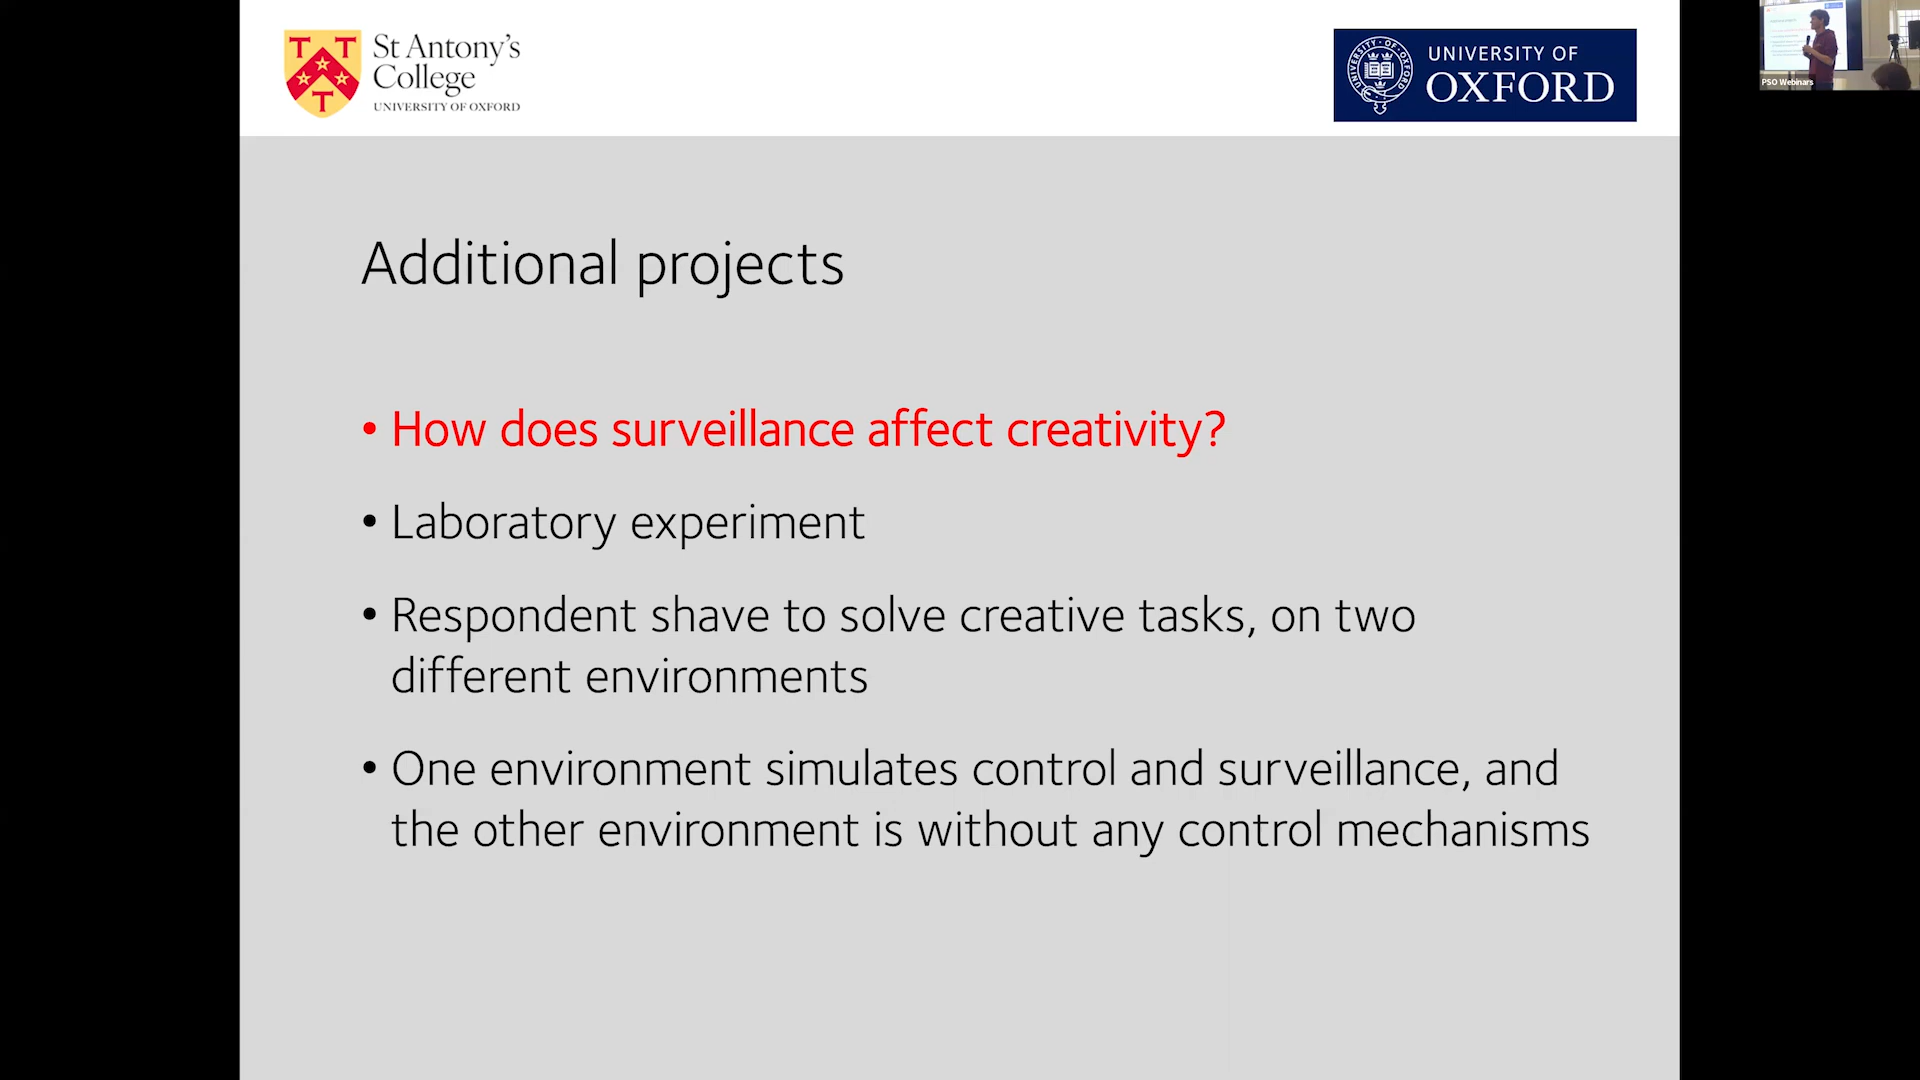 St Antony's
College
UNIVERSITY OF OXFORD
UNIVERSITY OF
OXFORD
PSO Webinars
Additional projects
• How does surveillance affect creativity?
• Laboratory experiment
• Respondent shave to solve creative tasks, on two
different environments
• One environment simulates control and surveillance, and
the other environment is without any control mechanisms